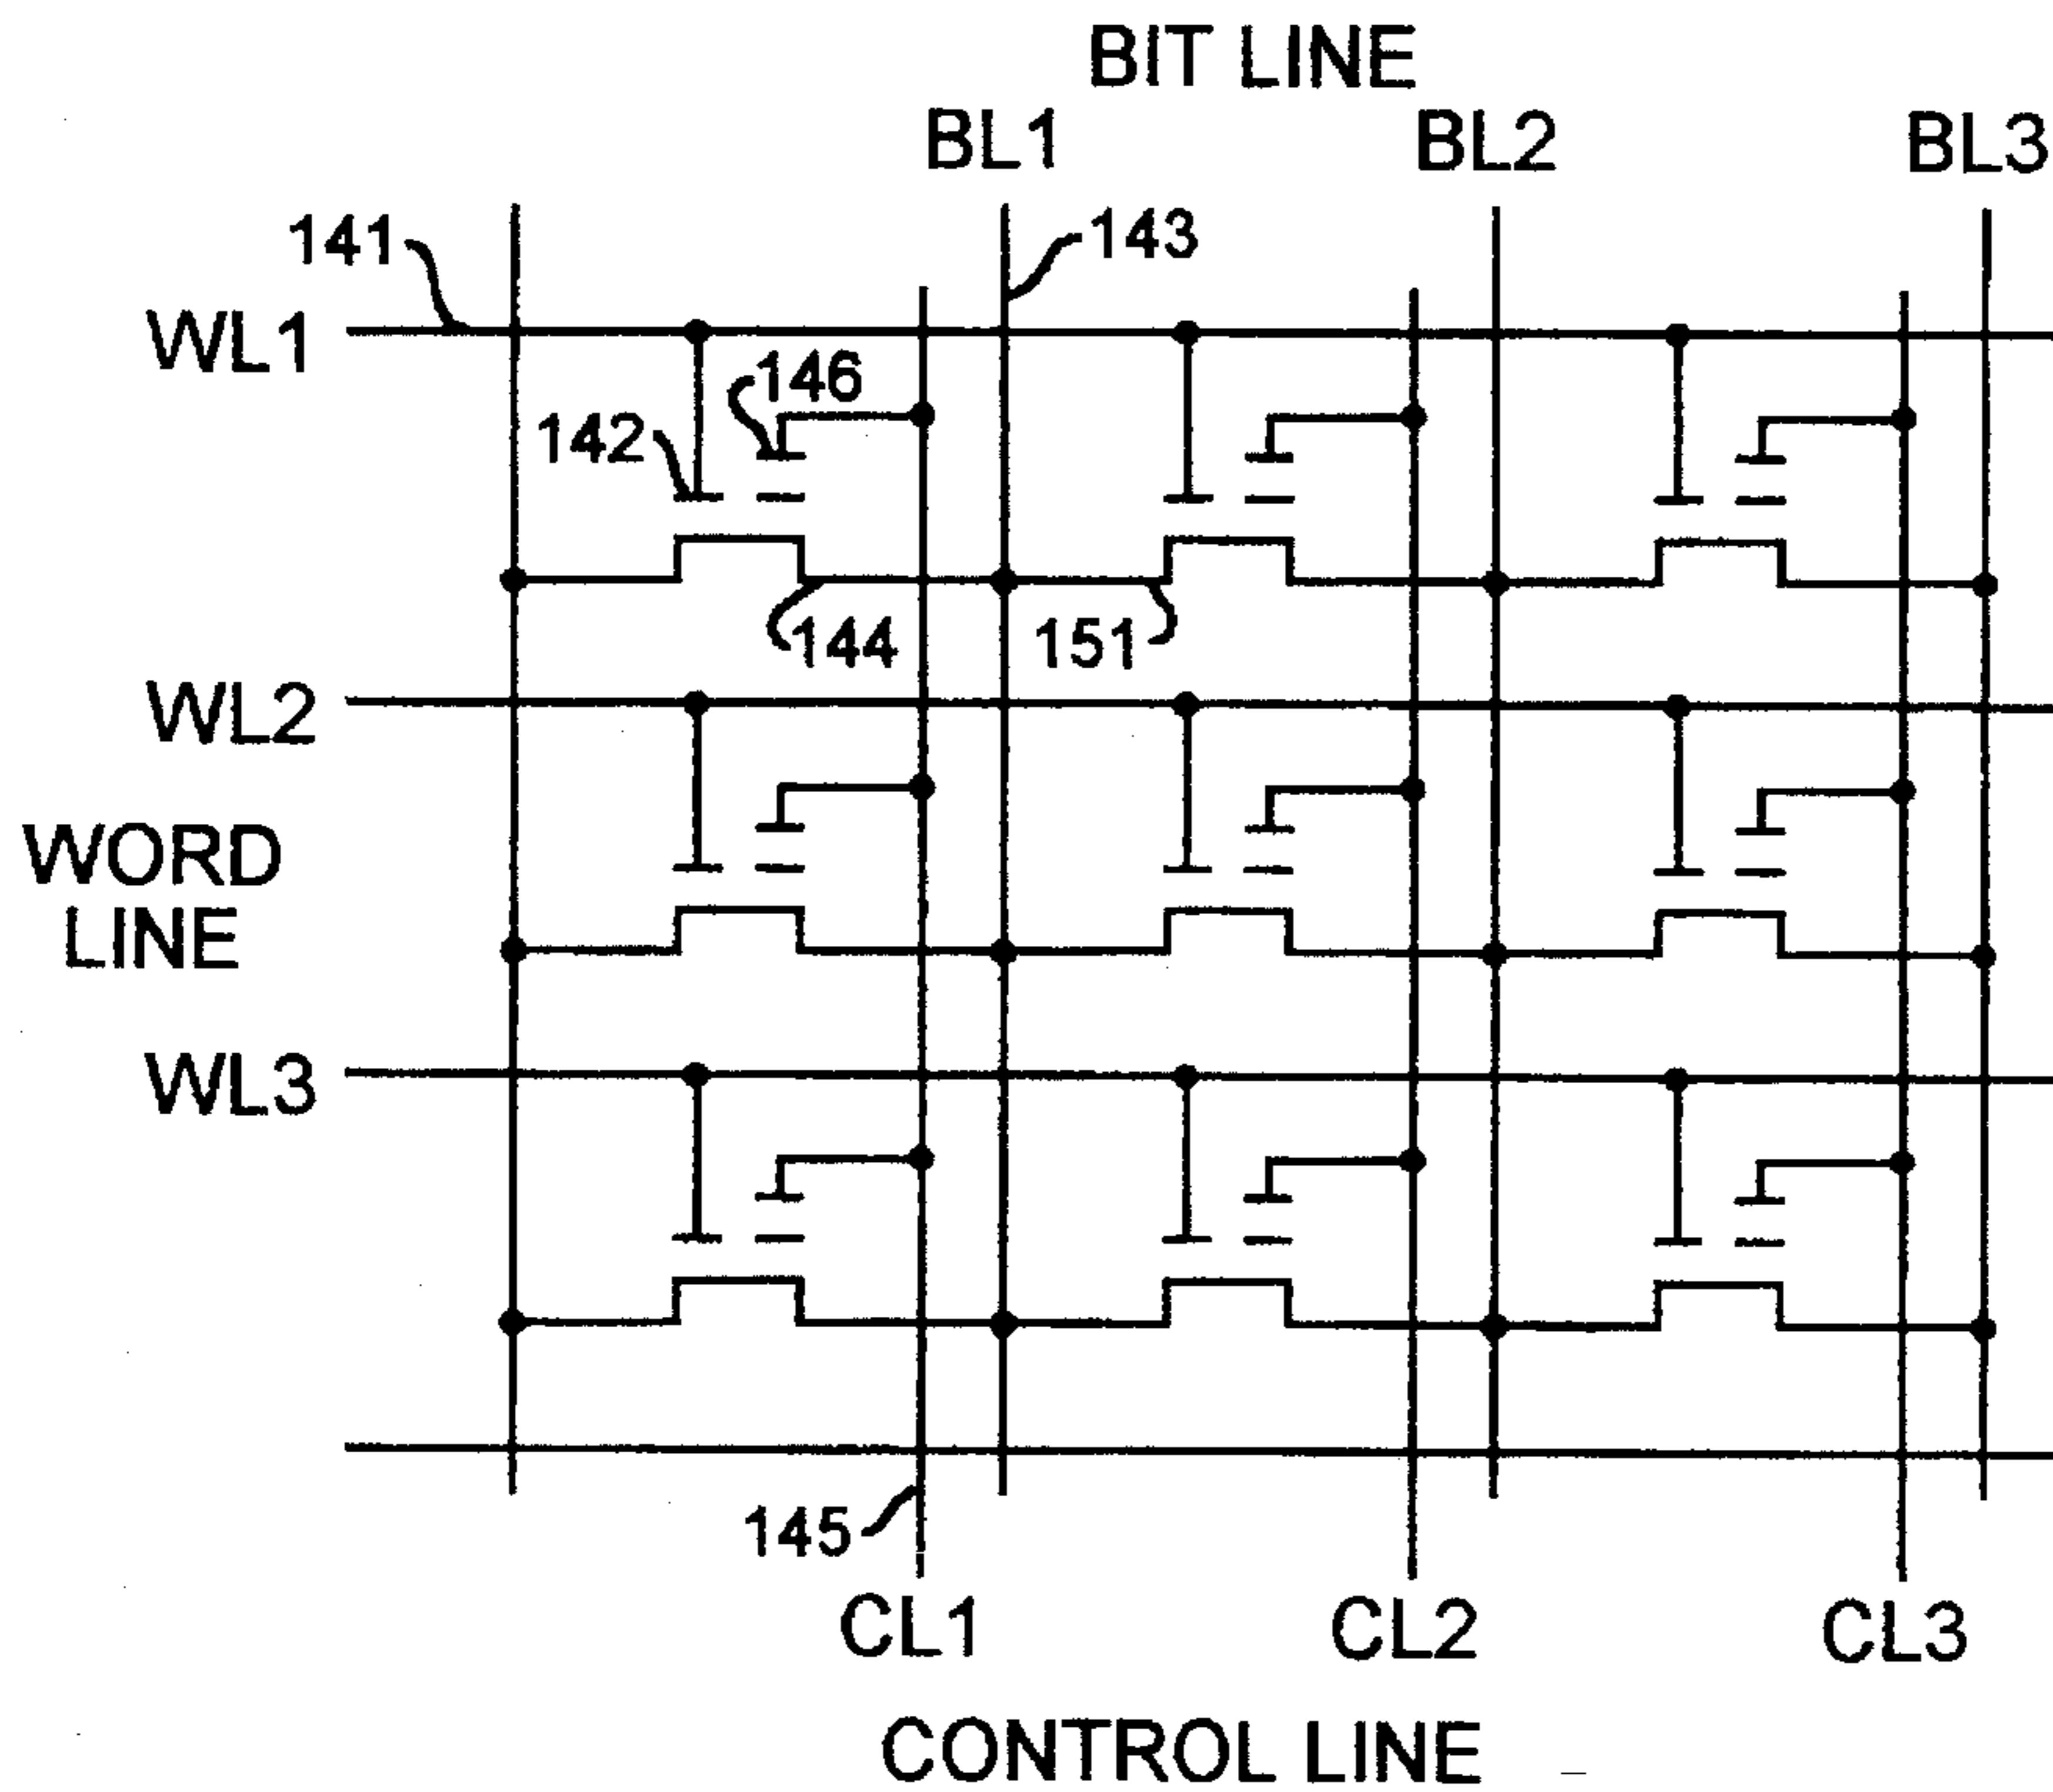 BIT LINE
BL1 BL2 BL3
141 143
WL1
146
142
144 151
WL2
WORD
LINE
WL3
145
CL1 CL2 CL3
CONTROL LINE